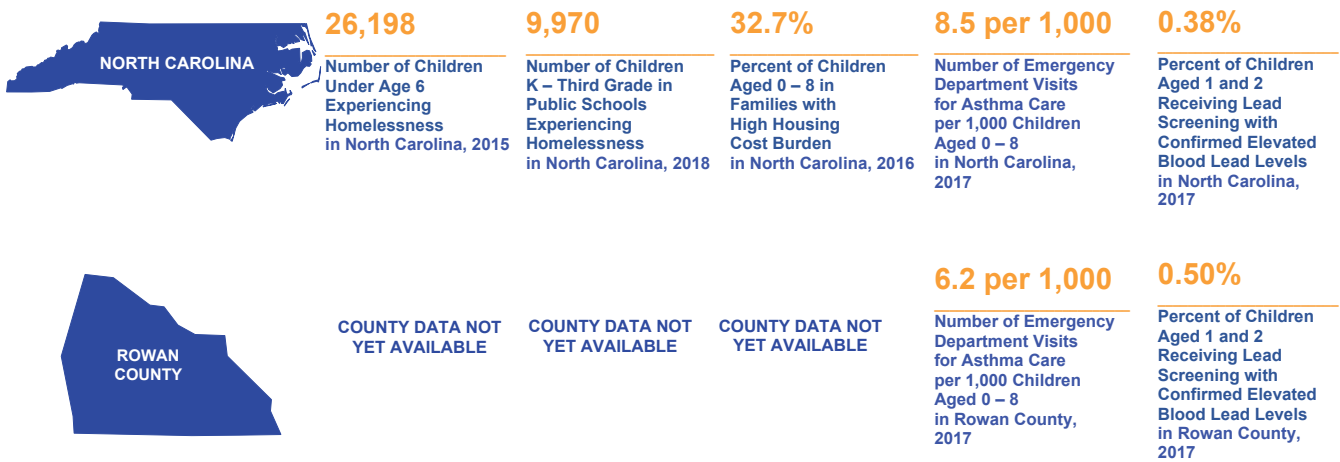 NORTH CAROLINA
26,198
Number of Children
Under Age 6
Experiencing
Homelessness
in North Carolina, 2015
9,970
Number of Children
K – Third Grade in
Public Schools
Experiencing
Homelessness
in North Carolina, 2018
32.7%
Percent of Children
Aged 0 – 8 in
Families with
High Housing
Cost Burden
in North Carolina, 2016
8.5 per 1,000
Number of Emergency
Department Visits
for Asthma Care
per 1,000 Children
Aged 0 – 8
in North Carolina,
2017
0.38%
Percent of Children
Aged 1 and 2
Receiving Lead
Screening with
Confirmed Elevated
Blood Lead Levels
in North Carolina,
2017
ROWAN
COUNTY
COUNTY DATA NOT
YET AVAILABLE
COUNTY DATA NOT
YET AVAILABLE
COUNTY DATA NOT
YET AVAILABLE
6.2 per 1,000
Number of Emergency
Department Visits
for Asthma Care
per 1,000 Children
Aged 0 – 8
in Rowan County,
2017
0.50%
Percent of Children
Aged 1 and 2
Receiving Lead
Screening with
Confirmed Elevated
Blood Lead Levels
in Rowan County,
2017